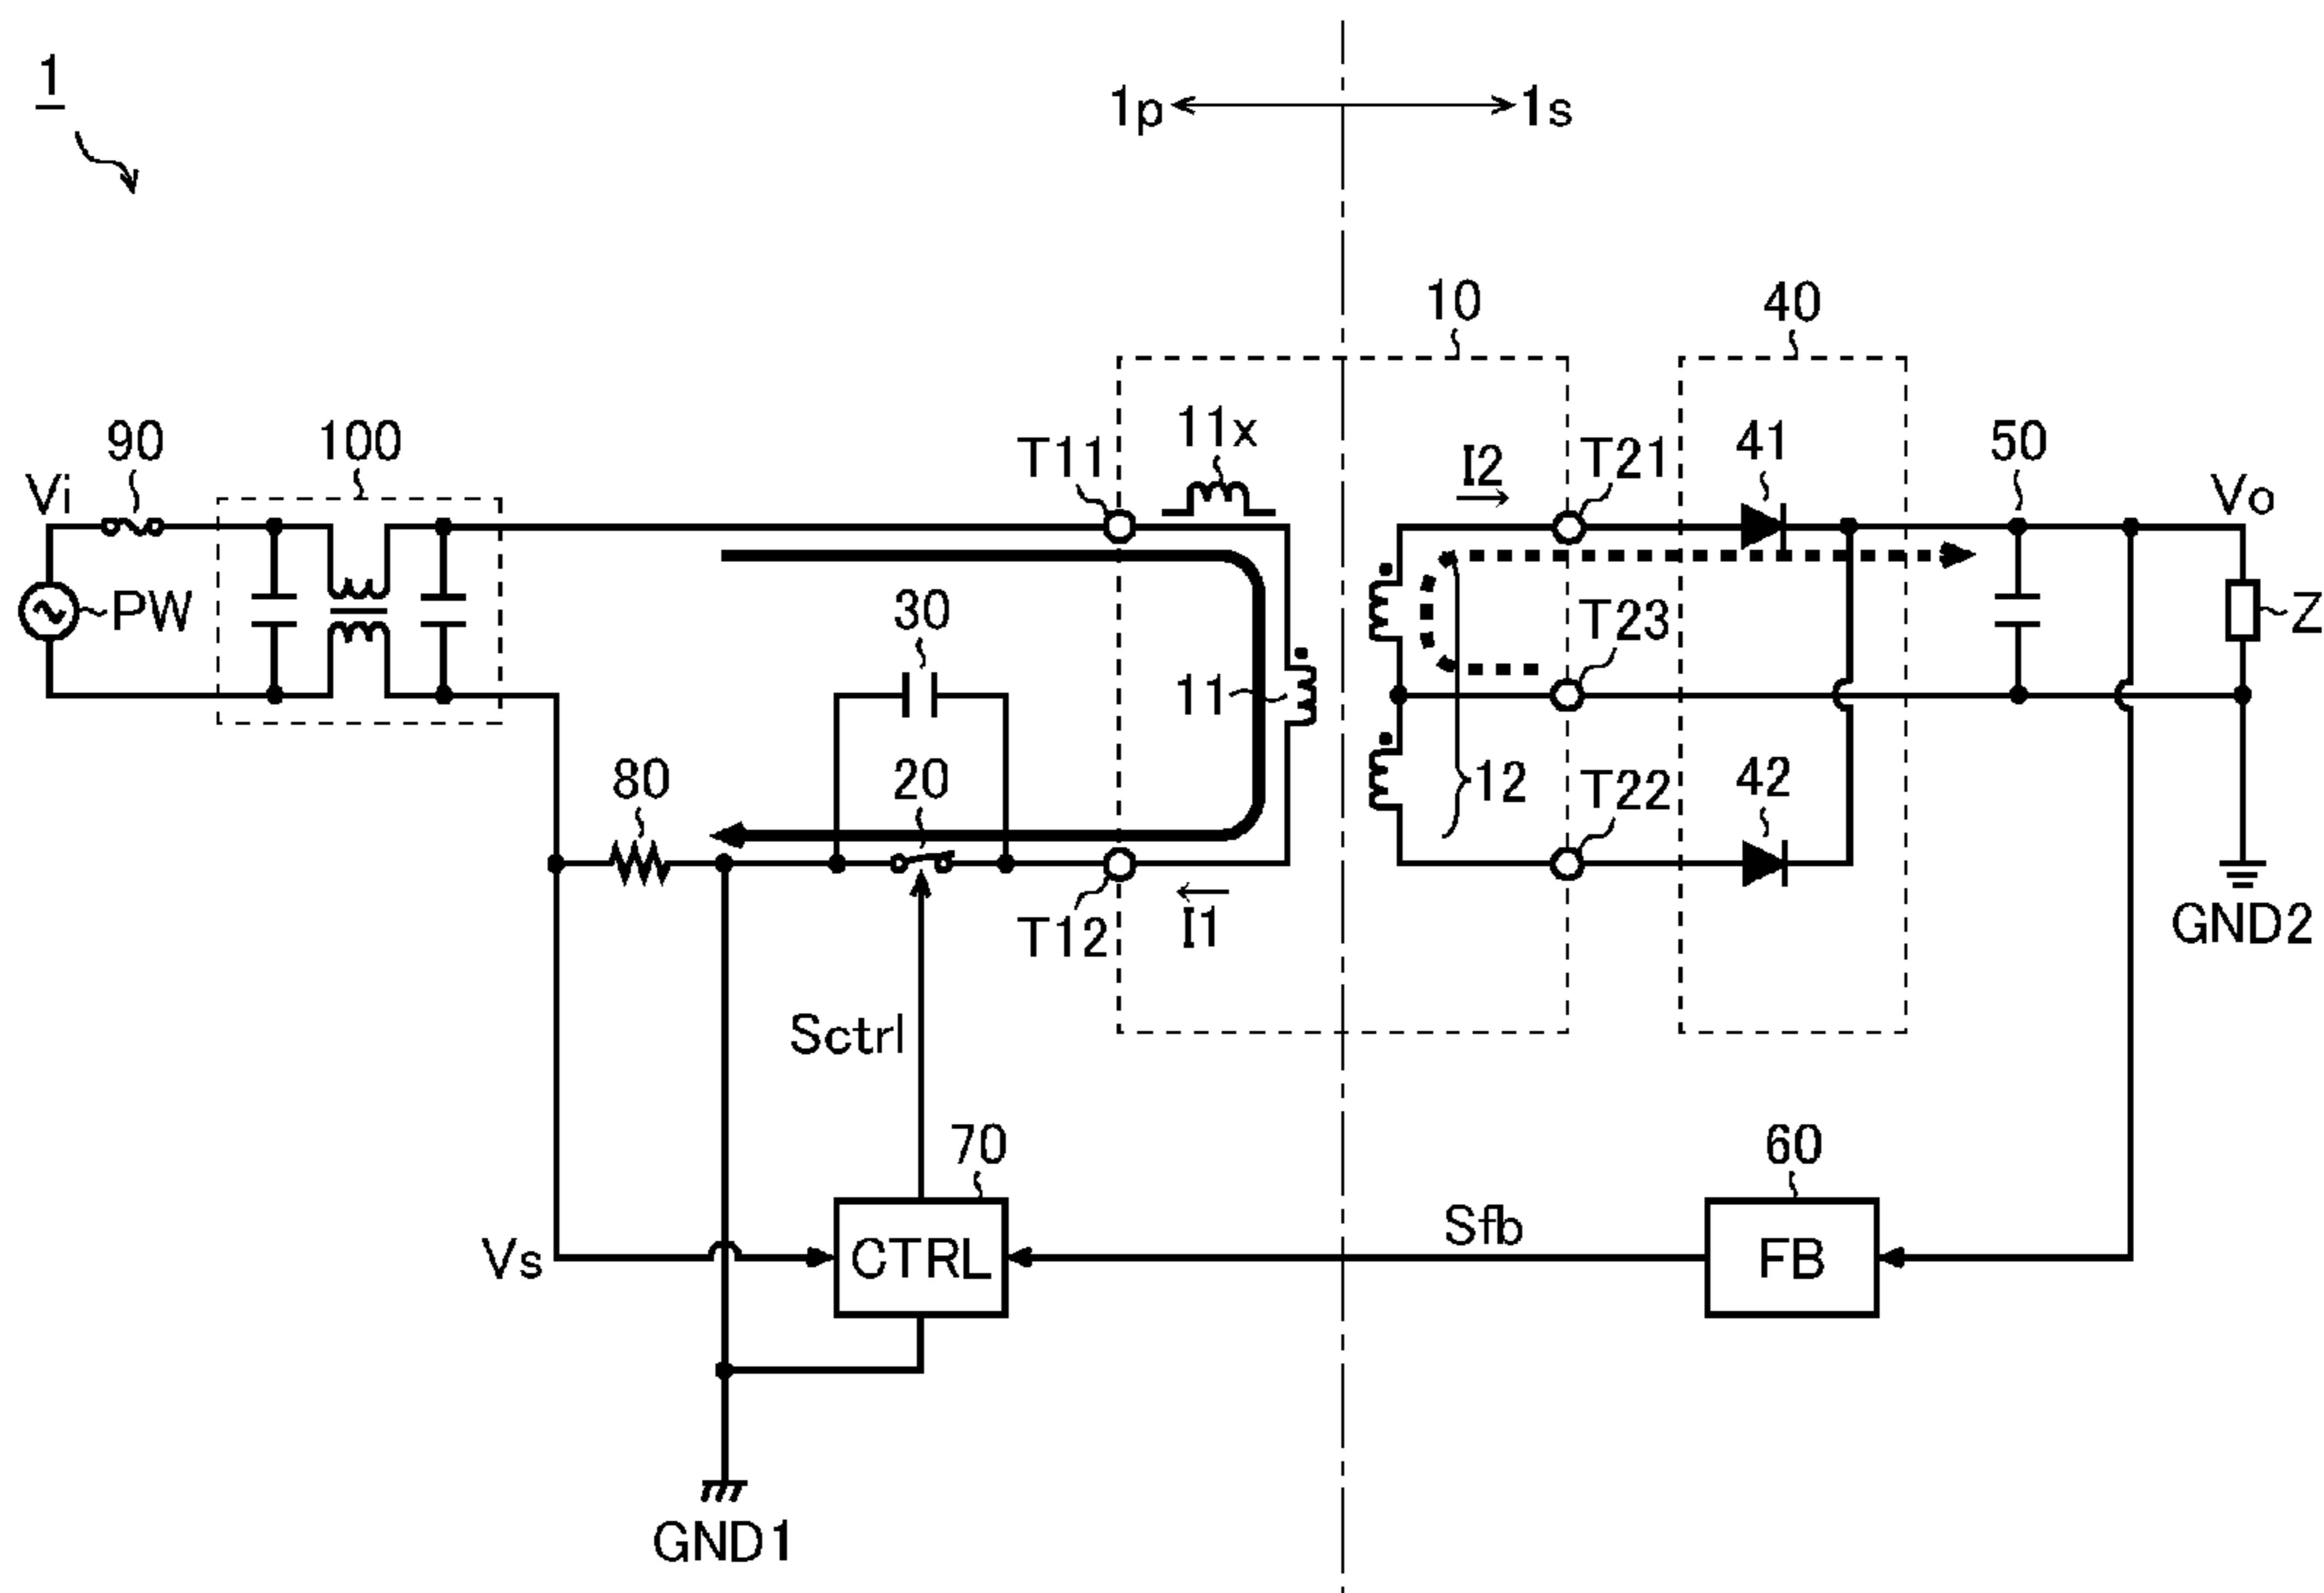 1
1p
1s
10
40
90
100
T11
11x
I2
T21
41
50
Vi
Vo
PW
30
T23
Z
11
80
20
12
T22
42
T12
I1
GND2
Sctrl
70
60
Vs
CTRL
Sfb
FB
GND1